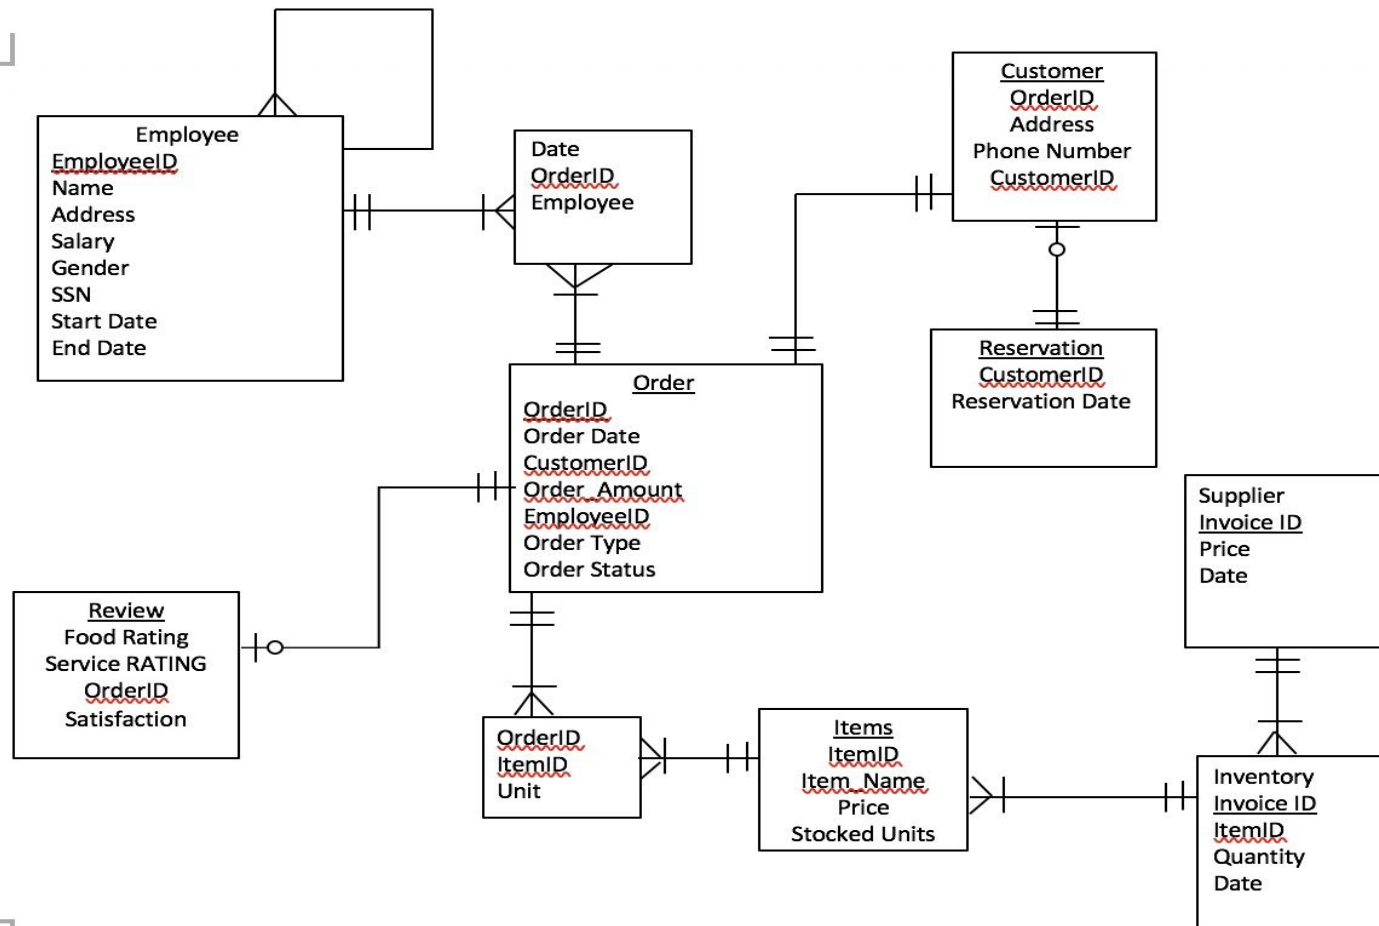 Employee
EmployeeID
Name
Address
Salary
Gender
SSN
Start Date
End Date
Date
OrderID
Employee
Customer
OrderID
Address
Phone Number
CustomerID
Reservation
CustomerID
Reservation Date
Order
OrderID
Order Date
CustomerID
Order_Amount
EmployeeID
Order Type
Order Status
Supplier
Invoice ID
Price
Date
Review
Food Rating
Service RATING
OrderID
Satisfaction
OrderID
ItemID
Unit
Items
ItemID
Item_Name
Price
Stocked Units
Inventory
Invoice ID
ItemID
Quantity
Date